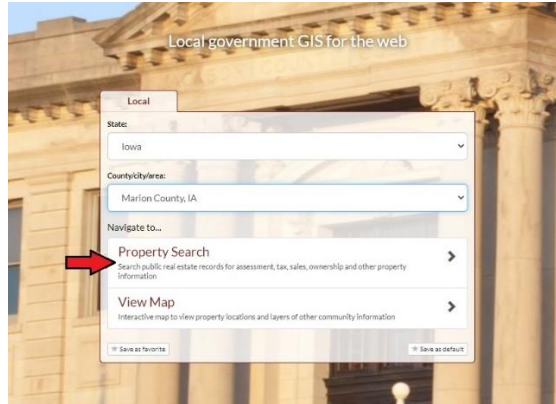 Local government GIS for the web
Local
State:
Iowa
County/city/area:
Marion County, IA
Navigate to...
Property Search
Search public real estate records for assessment, tax, sales, ownership and other property
information
View Map
Interactive map to view property locations and layers of other community information
Save as favorite
Save as default